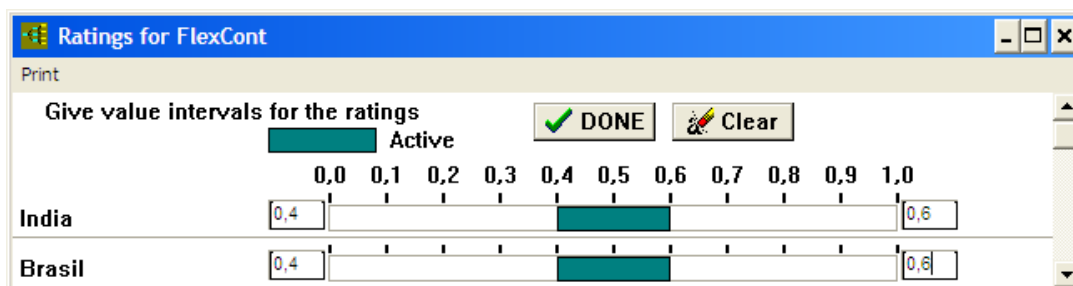 Ratings for FlexCont
Print
Give value intervals for the ratings
DONE
Clear
Active
0,0 0,1 0,2 0,3 0,4 0,5 0,6 0,7 0,8 0,9 1,0
India 0,4 0,6
Brasil 0,4 0,6